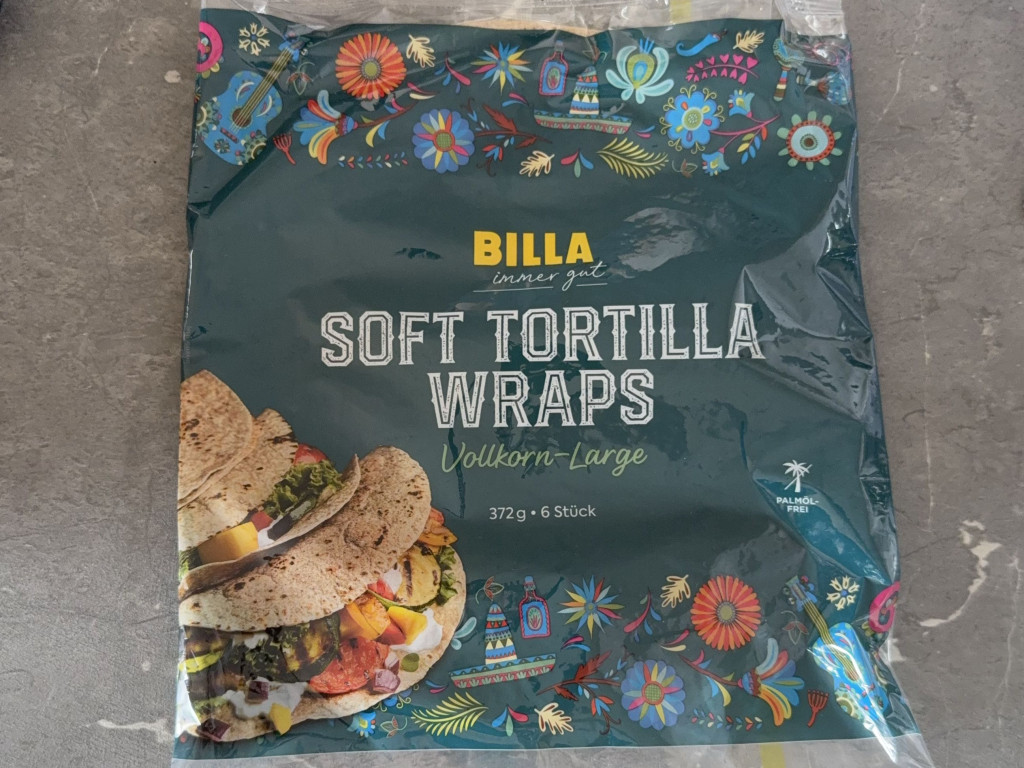 BILLA
immer gut
SOFT TORTILLA
WRAPS
Vollkorn-Large
372g • 6 Stück
PALMÖL-
FREI